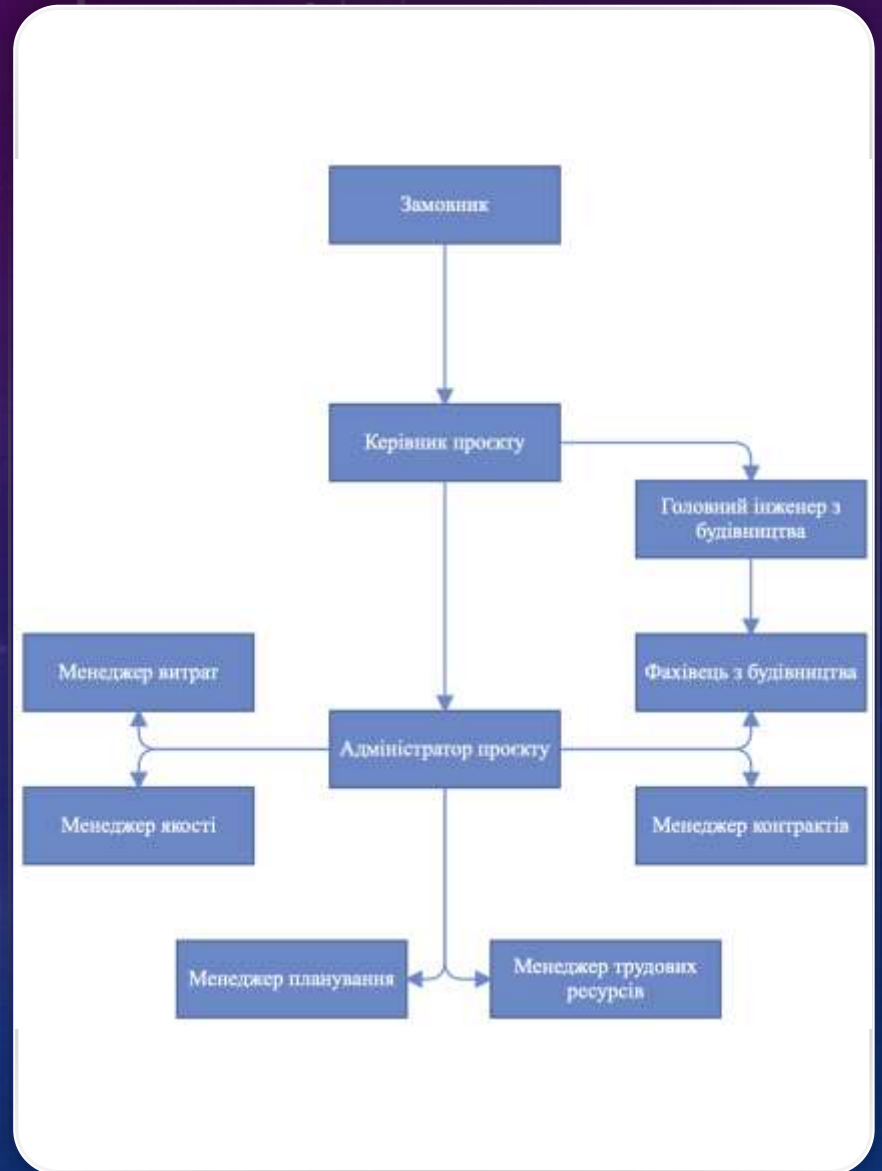 Замовник
Керівник проєкту
Головний інженер з
будівництва
Менеджер витрат
Фахівець з будівництва
Адміністратор проєкту
Менеджер якості
Менеджер контрактів
Менеджер планування
Менеджер трудових
ресурсів